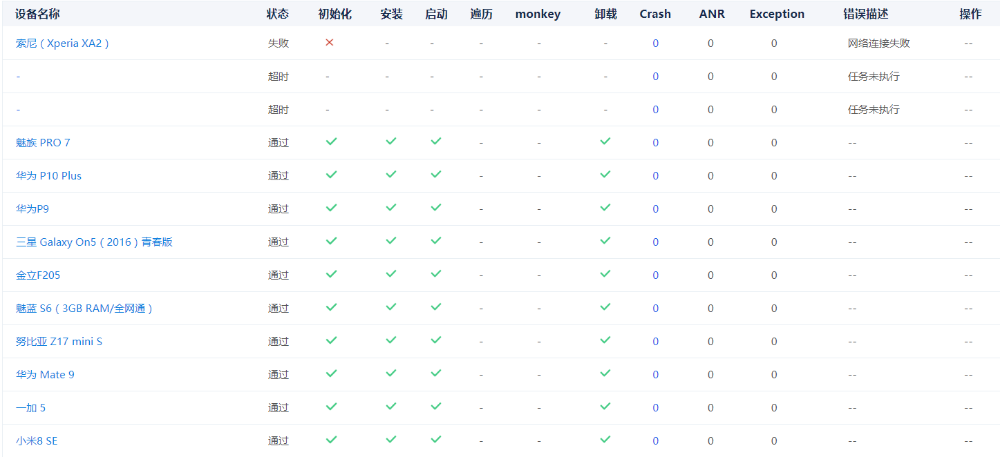 设备名称 状态 初始化 安装 启动 遍历 monkey 卸载 Crash ANR Exception 错误描述 操作
索尼（Xperia XA2） 失败 - - - - - 0 0 0 网络连接失败 --
- 超时 - - - - - - 0 0 0 任务未执行 --
- 超时 - - - - - - 0 0 0 任务未执行 --
魅族 PRO 7 通过 - - 0 0 0 -- --
华为 P10 Plus 通过 - - 0 0 0 -- --
华为P9 通过 - - 0 0 0 -- --
三星 Galaxy On5（2016）青春版 通过 - - 0 0 0 -- --
金立F205 通过 - - 0 0 0 -- --
魅蓝 S6（3GB RAM/全网通） 通过 - - 0 0 0 -- --
努比亚 Z17 mini S 通过 - - 0 0 0 -- --
华为 Mate 9 通过 - - 0 0 0 -- --
一加 5 通过 - - 0 0 0 -- --
小米8 SE 通过 - - 0 0 0 -- --